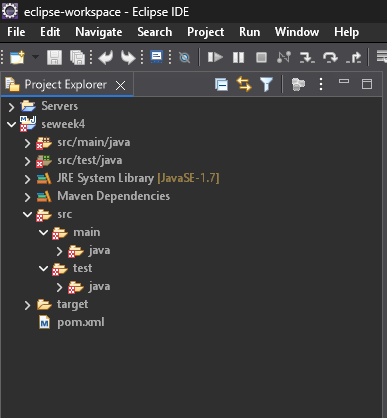 eclipse-workspace - Eclipse IDE
File Edit Navigate Search Project Run Window Help
Project Explorer
Servers
seweek4
src/main/java
src/test/java
JRE System Library [JavaSE-1.7]
Maven Dependencies
src
main
java
test
java
target
pom.xml